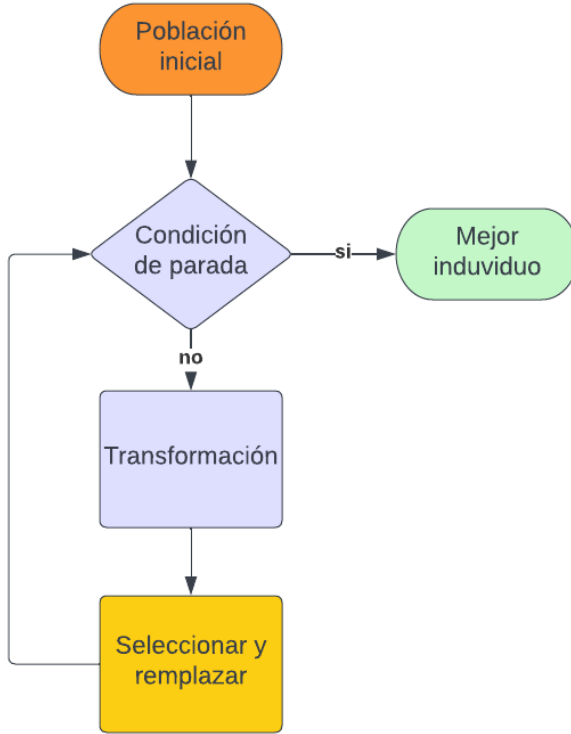 Población
inicial
Condición
de parada
si
Mejor
induviduo
no
Transformación
Seleccionar y
remplazar